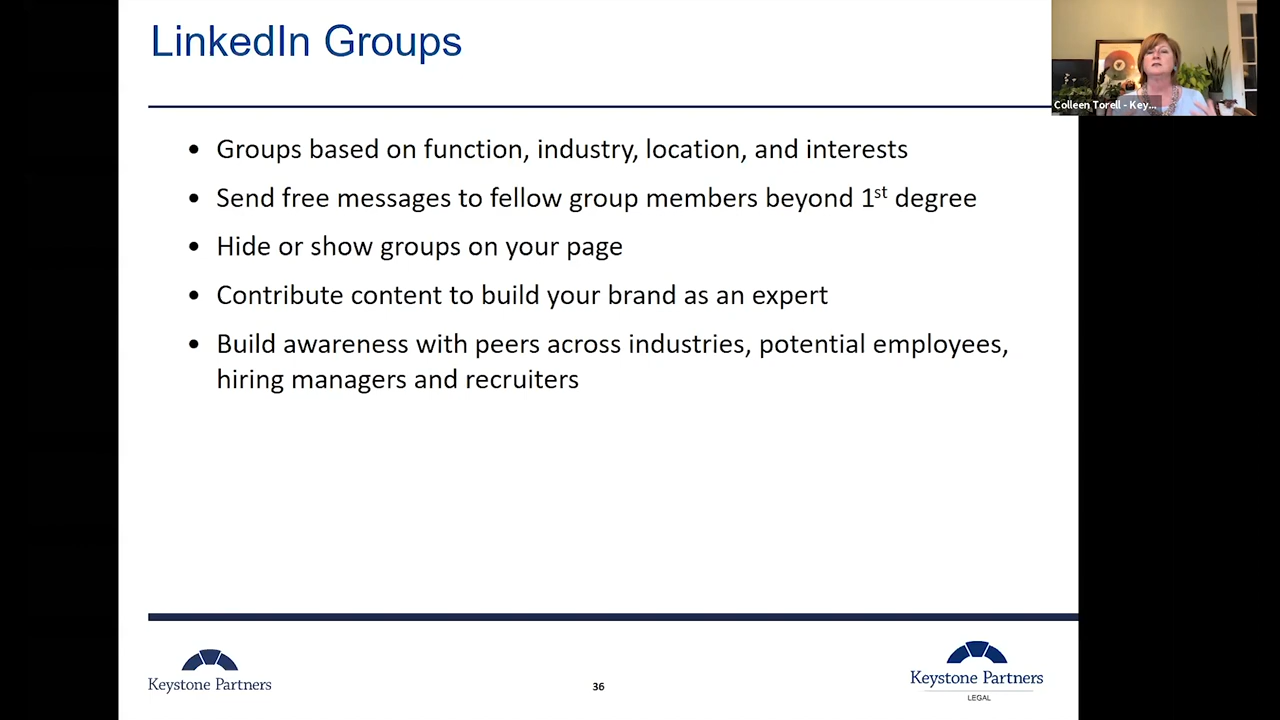 LinkedIn Groups
Colleen Torell - Key...
• Groups based on function, industry, location, and interests
• Send free messages to fellow group members beyond 1st degree
• Hide or show groups on your page
• Contribute content to build your brand as an expert
• Build awareness with peers across industries, potential employees,
hiring managers and recruiters
Keystone Partners
36
Keystone Partners
LEGAL